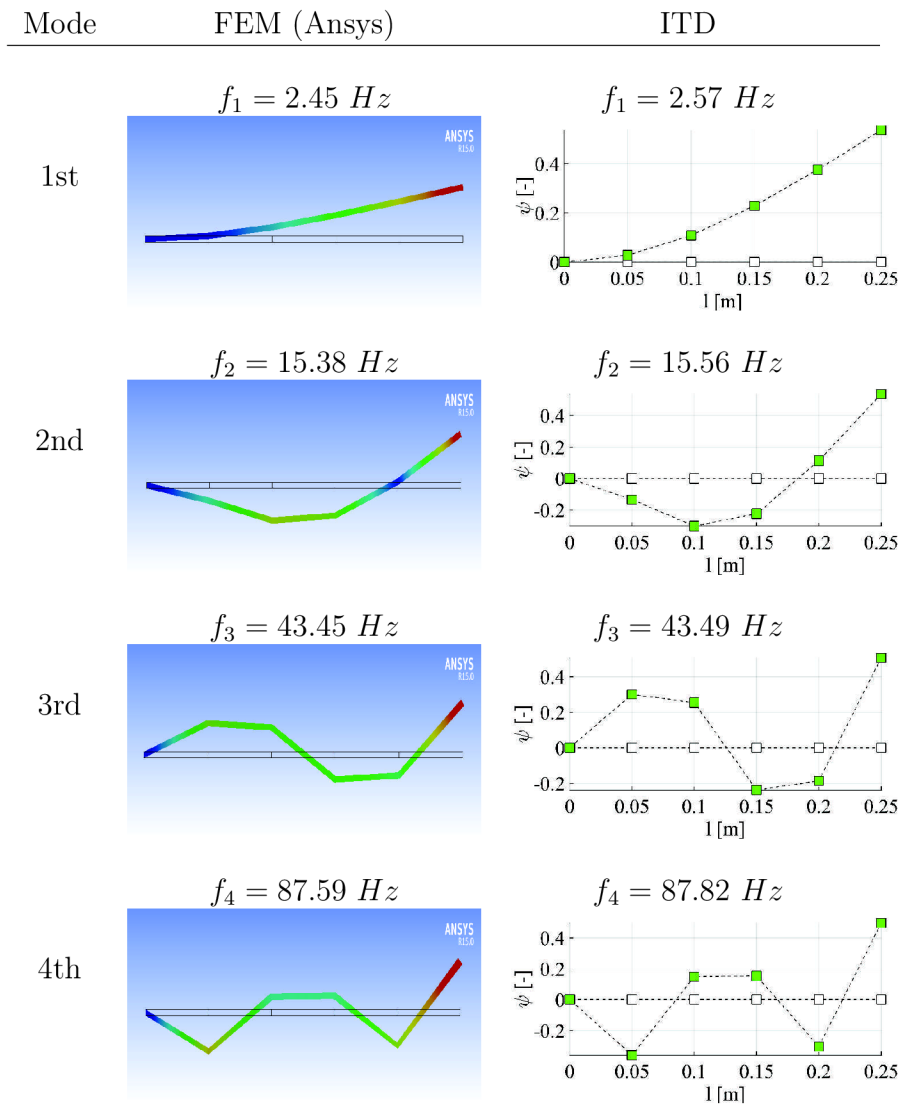 Mode FEM (Ansys) ITD
f₁ = 2.45 Hz f₁ = 2.57 Hz
1st
ANSYS
R15.0
ψ [-]
0.4
0.2
0
0 0.05 0.1 0.15 0.2 0.25
l [m]
f₂ = 15.38 Hz f₂ = 15.56 Hz
2nd
ANSYS
R15.0
ψ [-]
0.4
0.2
0
-0.2
0 0.05 0.1 0.15 0.2 0.25
l [m]
f₃ = 43.45 Hz f₃ = 43.49 Hz
3rd
ANSYS
R15.0
ψ [-]
0.4
0.2
0
-0.2
0 0.05 0.1 0.15 0.2 0.25
l [m]
f₄ = 87.59 Hz f₄ = 87.82 Hz
4th
ANSYS
R15.0
ψ [-]
0.4
0.2
0
-0.2
0 0.05 0.1 0.15 0.2 0.25
l [m]